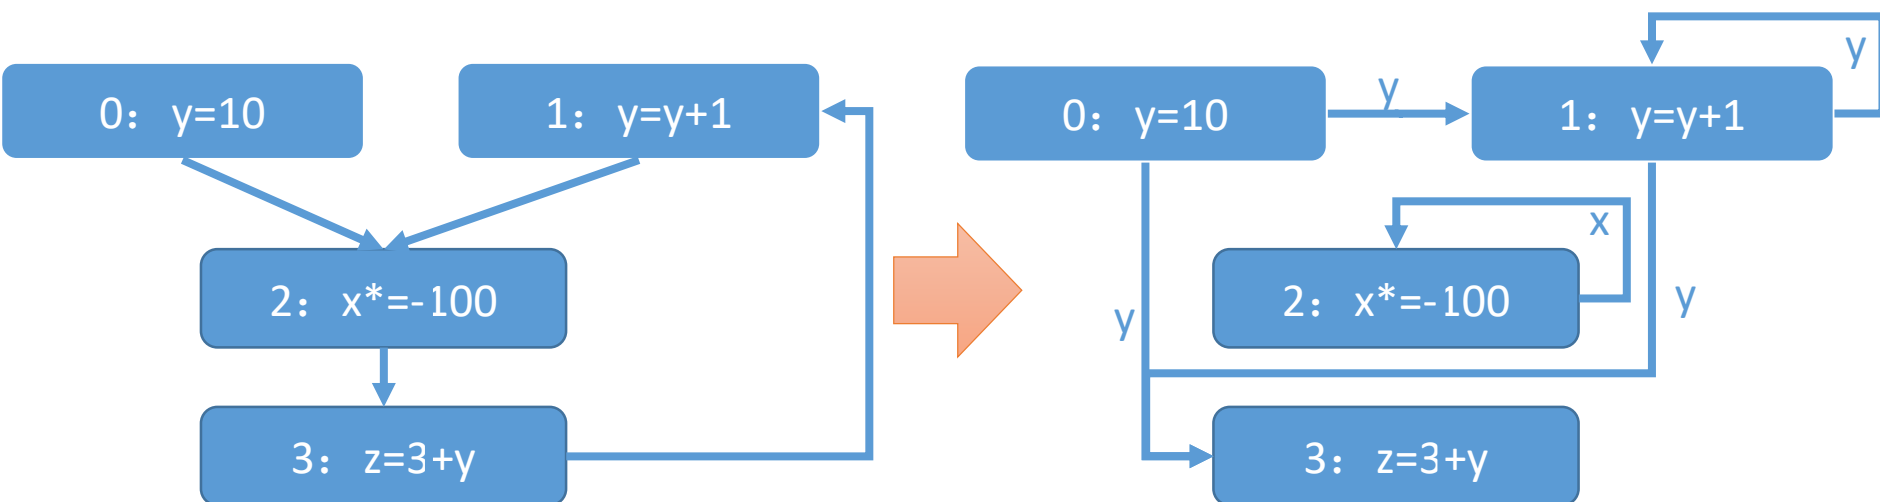 0： y=10
1： y=y+1
2： x*=-100
3： z=3+y
0： y=10
y
1： y=y+1
y
x
2： x*=-100
y
y
3： z=3+y